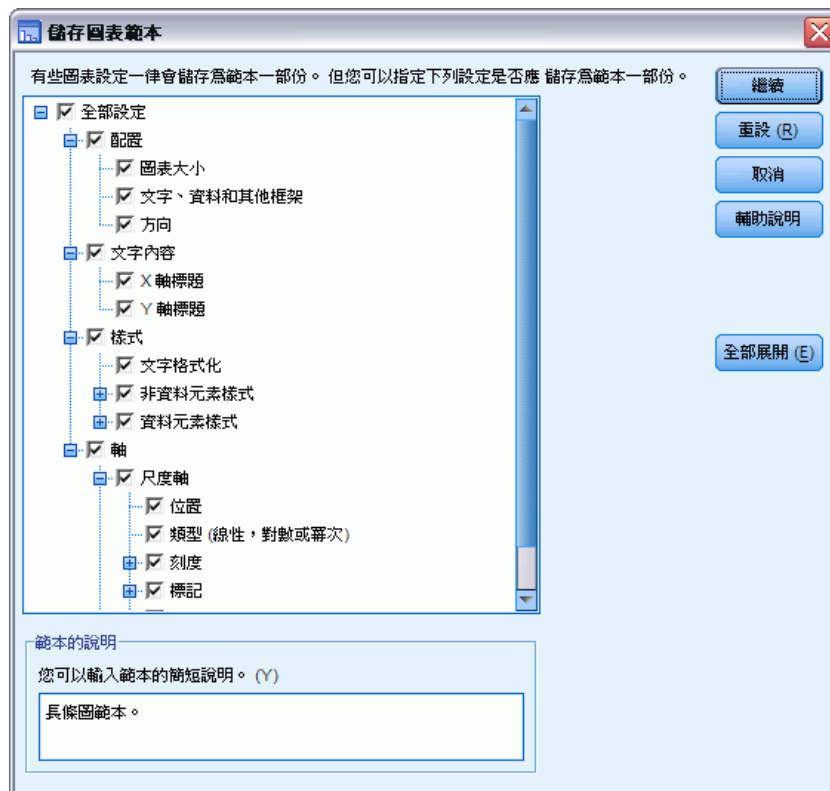 儲存圖表範本
有些圖表設定一律會儲存為範本一部份。 但您可以指定下列設定是否應 儲存為範本一部份。
全部設定
配置
圖表大小
文字、資料和其他框架
方向
文字內容
X 軸標題
Y 軸標題
樣式
文字格式化
非資料元素樣式
資料元素樣式
軸
尺度軸
位置
類型 (線性，對數或冪次)
刻度
標記
繼續
重設 (R)
取消
輔助說明
全部展開 (E)
範本的說明
您可以輸入範本的簡短說明。 (Y)
長條圖範本。